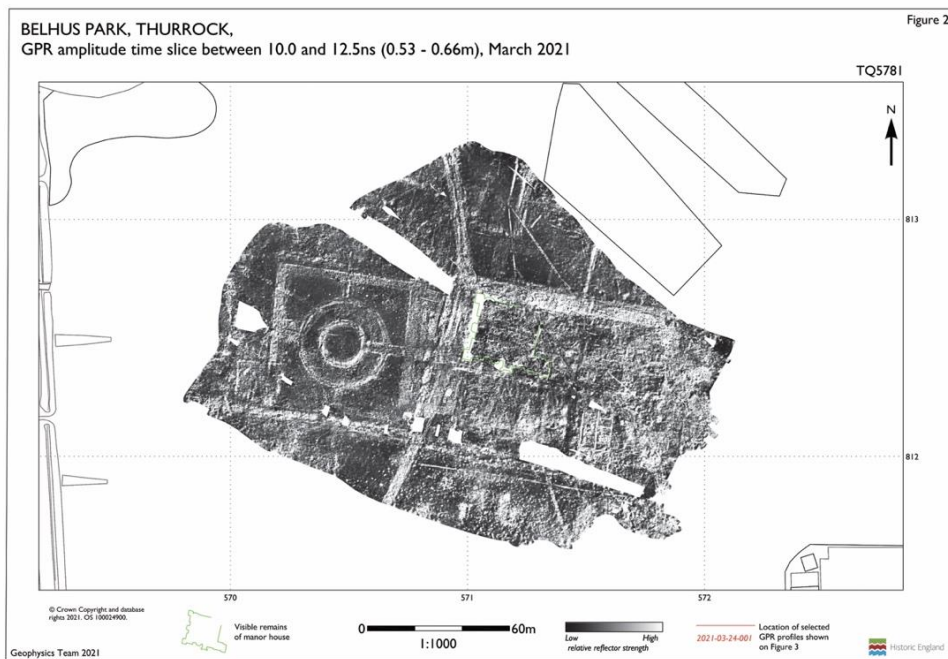 Figure 2
BELHUS PARK, THURROCK,
GPR amplitude time slice between 10.0 and 12.5ns (0.53 - 0.66m), March 2021
TQ5781
N
813
812
570
571
572
© Crown Copyright and database
rights 2021. OS 100024900.
Visible remains
of manor house
0
60m
1:1000
Low
High
relative reflector strength
2021-03-24-001
Location of selected
GPR profiles shown
on Figure 3
Geophysics Team 2021
Historic England